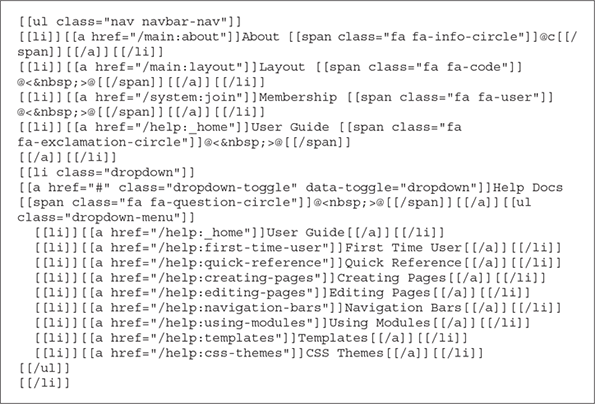 [[ul class="nav navbar-nav"]]
[[li]][[a href="/main:about"]]About [[span class="fa fa-info-circle"]]@c[[/
span]][[/a]][[/li]]
[[li]][[a href="/main:layout"]]Layout [[span class="fa fa-code"]]
@<&nbsp;>@[[/span]][[/a]][[/li]]
[[li]][[a href="/system:join"]]Membership [[span class="fa fa-user"]]
@<&nbsp;>@[[/span]][[/a]][[/li]]
[[li]][[a href="/help:_home"]]User Guide [[span class="fa
fa-exclamation-circle"]]@<&nbsp;>@[[/span]]
[[/a]][[/li]]
[[li class="dropdown"]]
[[a href="#" class="dropdown-toggle" data-toggle="dropdown"]]Help Docs
[[span class="fa fa-question-circle"]]@<nbsp;>@[[/span]][[/a]][[ul
class="dropdown-menu"]]
[[li]][[a href="/help:_home"]]User Guide[[/a]][[/li]]
[[li]][[a href="/help:first-time-user"]]First Time User[[/a]][[/li]]
[[li]][[a href="/help:quick-reference"]]Quick Reference[[/a]][[/li]]
[[li]][[a href="/help:creating-pages"]]Creating Pages[[/a]][[/li]]
[[li]][[a href="/help:editing-pages"]]Editing Pages[[/a]][[/li]]
[[li]][[a href="/help:navigation-bars"]]Navigation Bars[[/a]][[/li]]
[[li]][[a href="/help:using-modules"]]Using Modules[[/a]][[/li]]
[[li]][[a href="/help:templates"]]Templates[[/a]][[/li]]
[[li]][[a href="/help:css-themes"]]CSS Themes[[/a]][[/li]]
[[/ul]]
[[/li]]